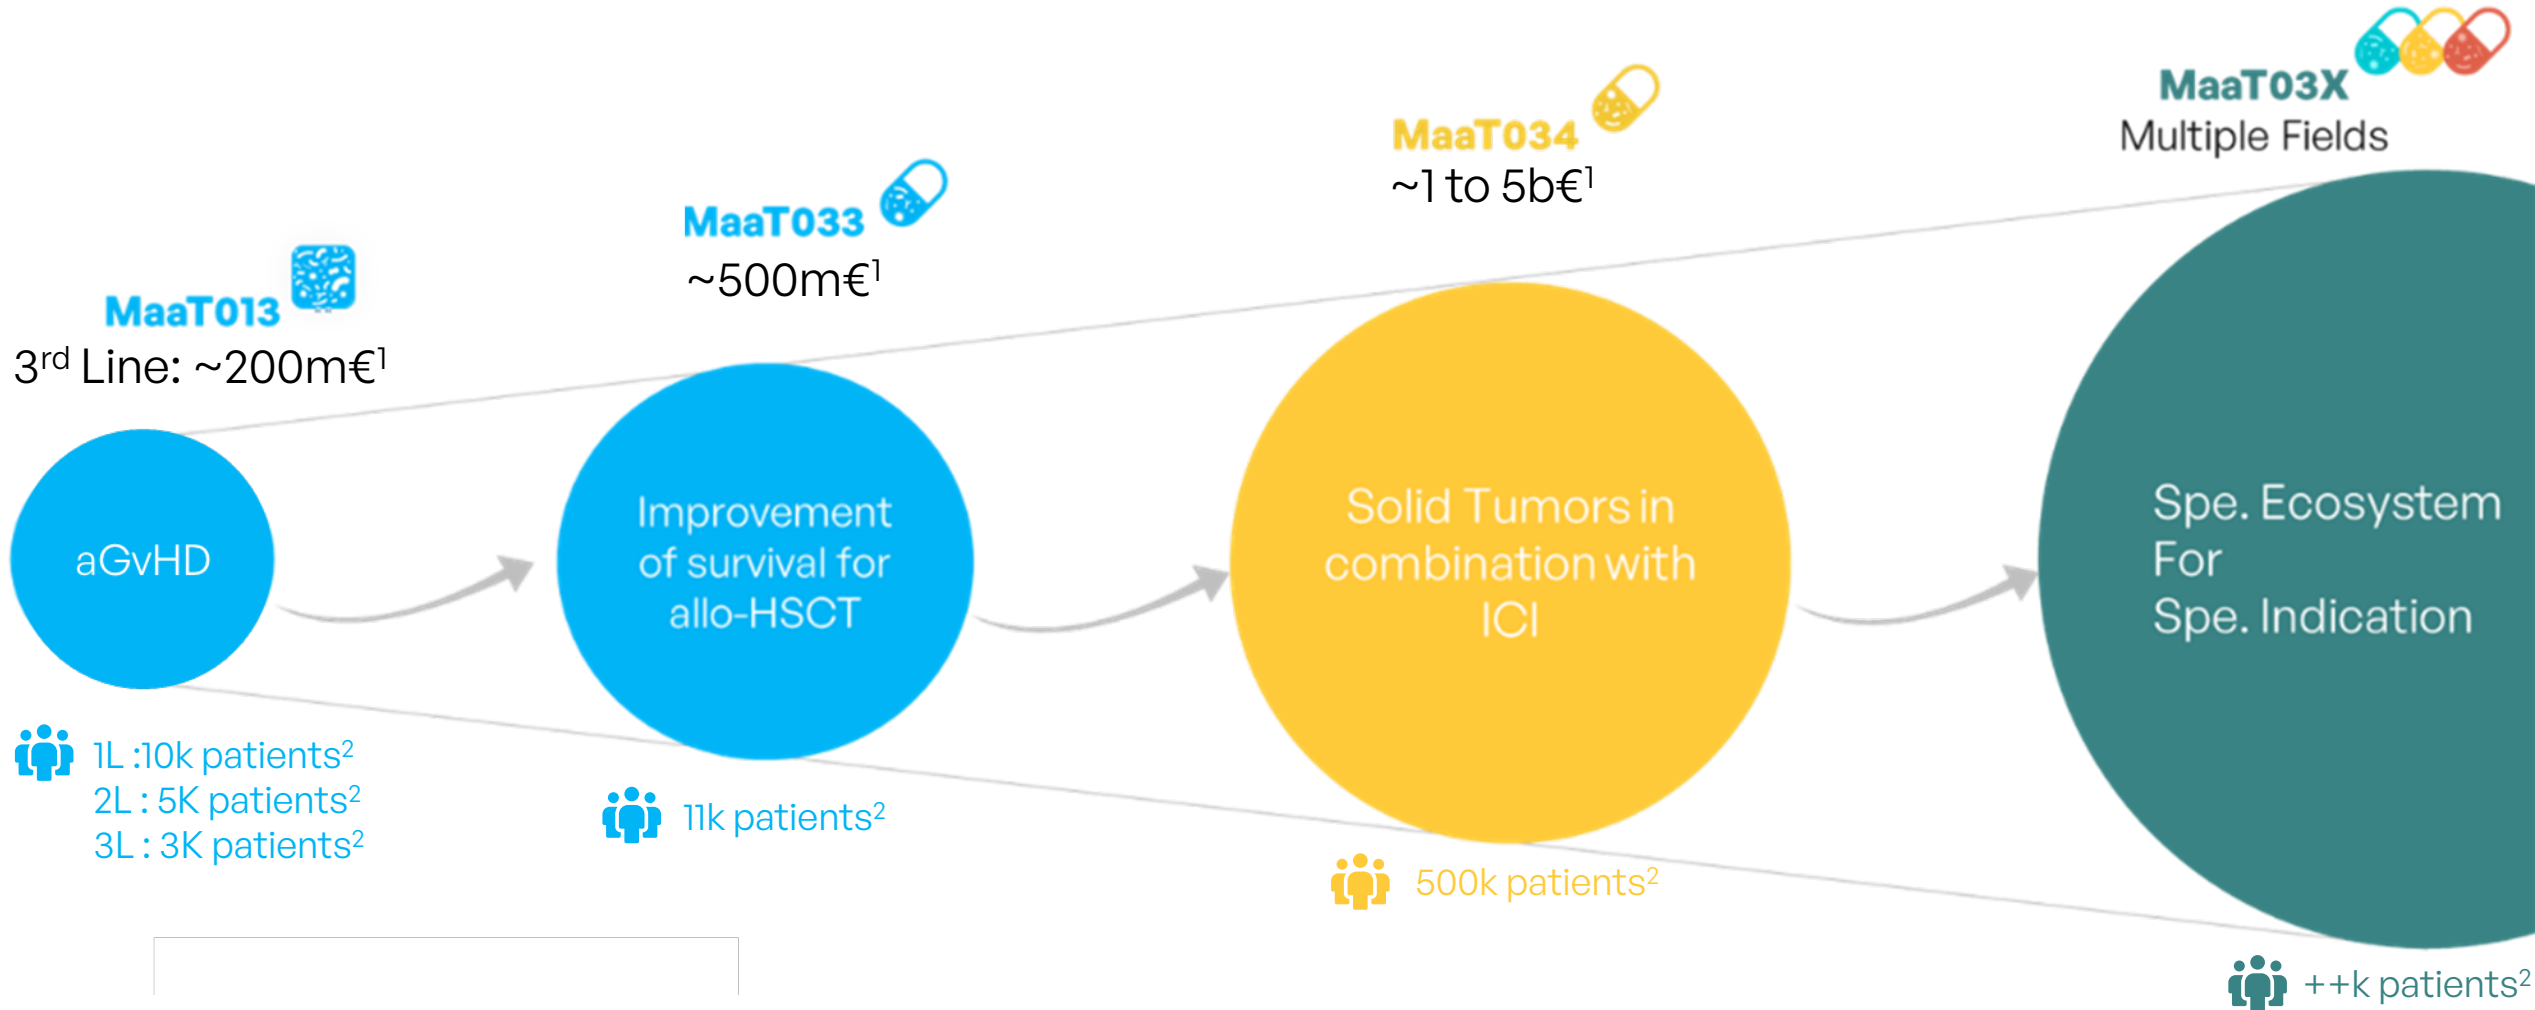 MaaT013
3rd Line: ~200m€1
aGvHD
1L :10k patients2
2L : 5K patients2
3L : 3K patients2
MaaT033
~500m€1
Improvement
of survival for
allo-HSCT
11k patients2
MaaT034
~1 to 5b€1
Solid Tumors in
combination with
ICI
500k patients2
MaaT03X
Multiple Fields
Spe. Ecosystem
For
Spe. Indication
++k patients2